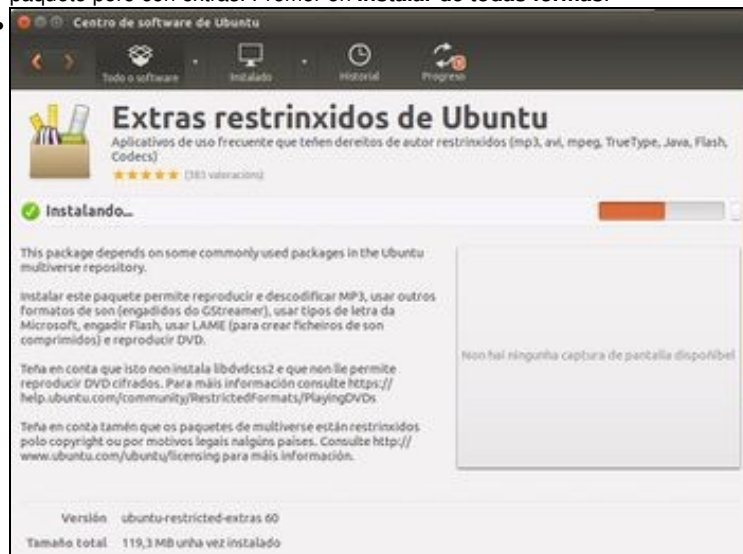 paquete pero con extras. Premer en Instalar de todas formas.
Centro de software de Ubuntu
Todo o software
Instalado
Historial
Progreso
Extras restrinxidos de Ubuntu
Aplicativos de uso frecuente que teñen dereitos de autor restrinxidos (mp3, avi, mpeg, TrueType, Java, Flash,
Codecs)
(383 valoracións)
Instalando...
This package depends on some commonly used packages in the Ubuntu
multiverse repository.
Instalar este paquete permite reproducir e descodificar MP3, usar outros
formatos de son (engadidos do GStreamer), usar tipos de letra da
Microsoft, engadir Flash, usar LAME (para crear ficheiros de son
comprimidos) e reproducir DVD.
Teña en conta que isto non instala libdvdcss2 e que non lle permite
reproducir DVD cifrados. Para máis información consulte https://
help.ubuntu.com/community/RestrictedFormats/PlayingDVDs
Teña en conta tamén que os paquetes de multiverse están restrinxidos
polo copyright ou por motivos legais nalgúns países. Consulte http://
www.ubuntu.com/ubuntu/licensing para máis información.
Non hai ningunha captura de pantalla dispoñíbel
Versión ubuntu-restricted-extras 60
Tamaño total 119,3 MB unha vez instalado